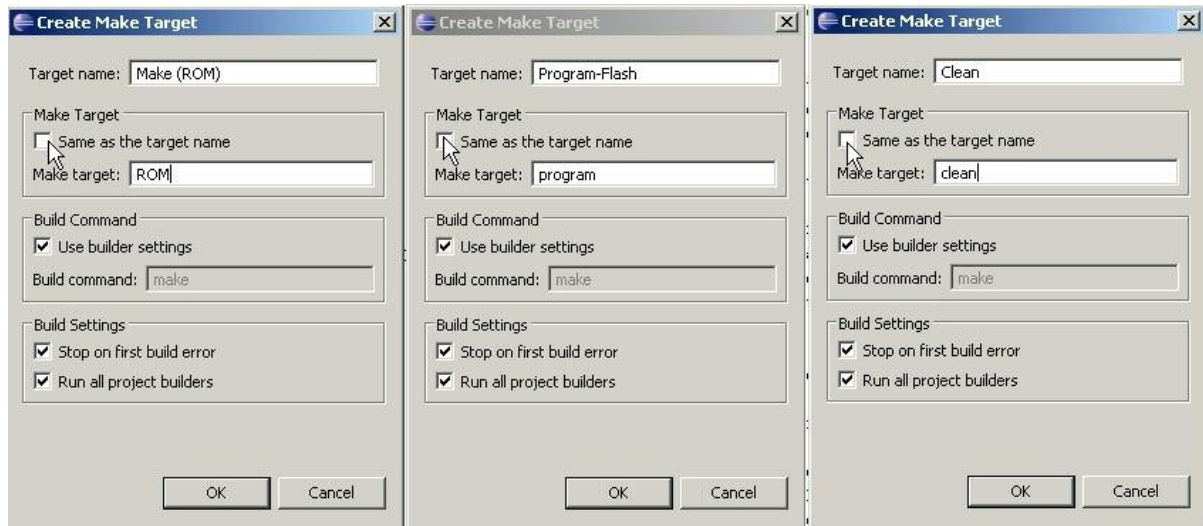 Create Make Target
Target name: Make (ROM)
Make Target
Same as the target name
Make target: ROM
Build Command
Use builder settings
Build command: make
Build Settings
Stop on first build error
Run all project builders
OK Cancel
Create Make Target
Target name: Program-Flash
Make Target
Same as the target name
Make target: program
Build Command
Use builder settings
Build command: make
Build Settings
Stop on first build error
Run all project builders
OK Cancel
Create Make Target
Target name: Clean
Make Target
Same as the target name
Make target: clean
Build Command
Use builder settings
Build command: make
Build Settings
Stop on first build error
Run all project builders
OK Cancel